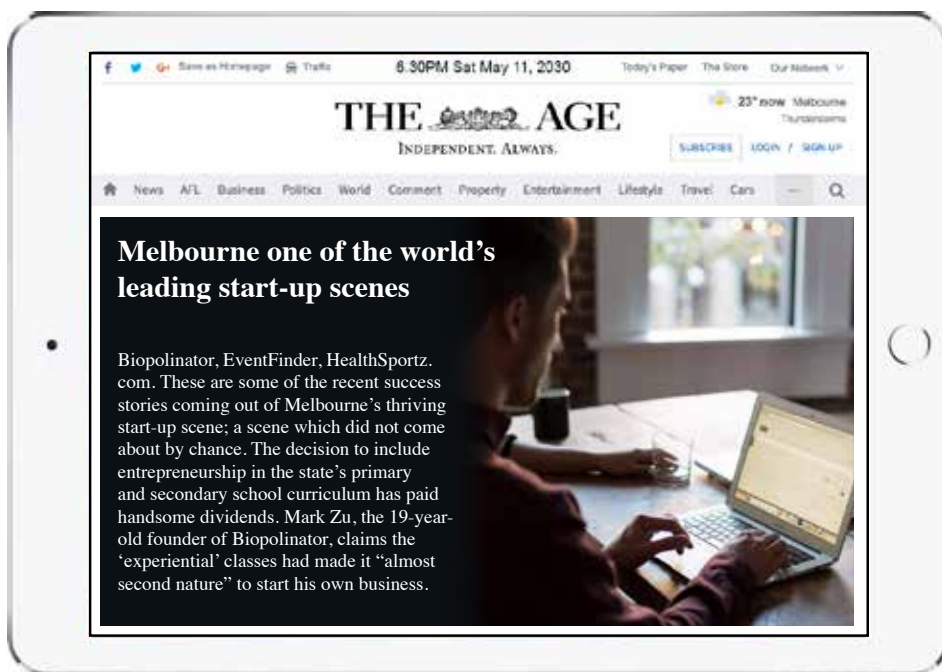 f G+ Save as Homepage Traffic 6.30PM Sat May 11, 2030 Today's Paper The Store Our Network
THE AGE
INDEPENDENT. ALWAYS.
23° now Melbourne
Thunderstorms
SUBSCRIBE LOGIN / SIGN UP
News AFL Business Politics World Comment Property Entertainment Lifestyle Travel Cars ...
Melbourne one of the world's
leading start-up scenes
Biopolinator, EventFinder, HealthSportz.
com. These are some of the recent success
stories coming out of Melbourne's thriving
start-up scene; a scene which did not come
about by chance. The decision to include
entrepreneurship in the state's primary
and secondary school curriculum has paid
handsome dividends. Mark Zu, the 19-year-
old founder of Biopolinator, claims the
‘experiential’ classes had made it “almost
second nature” to start his own business.